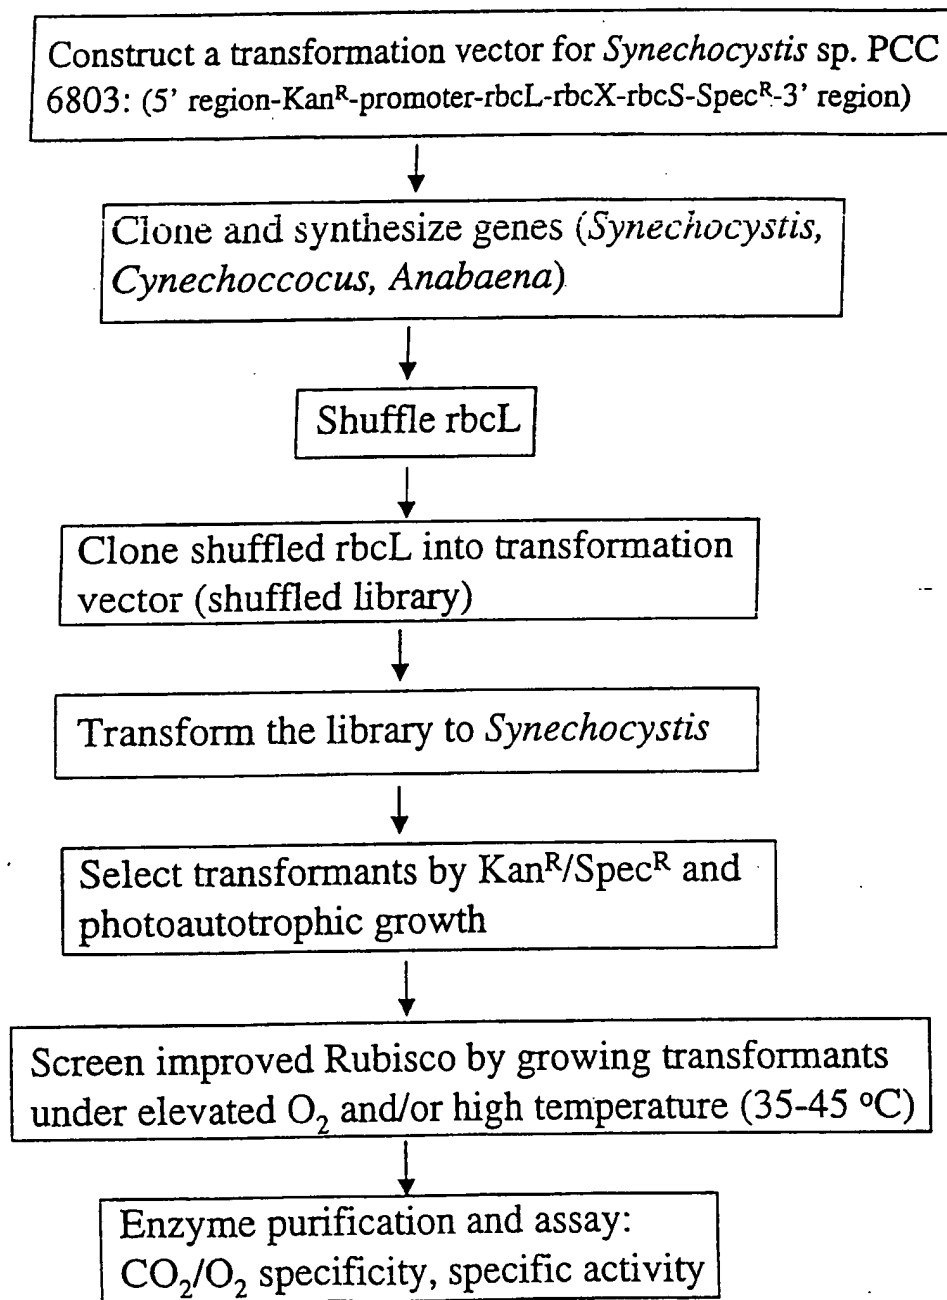 Construct a transformation vector for Synechocystis sp. PCC
6803: (5' region-Kanᴿ-promoter-rbcL-rbcX-rbcS-Specᴿ-3' region)
Clone and synthesize genes (Synechocystis,
Cynechoccocus, Anabaena)
Shuffle rbcL
Clone shuffled rbcL into transformation
vector (shuffled library)
Transform the library to Synechocystis
Select transformants by Kanᴿ/Specᴿ and
photoautotrophic growth
Screen improved Rubisco by growing transformants
under elevated O₂ and/or high temperature (35-45 ºC)
Enzyme purification and assay:
CO₂/O₂ specificity, specific activity